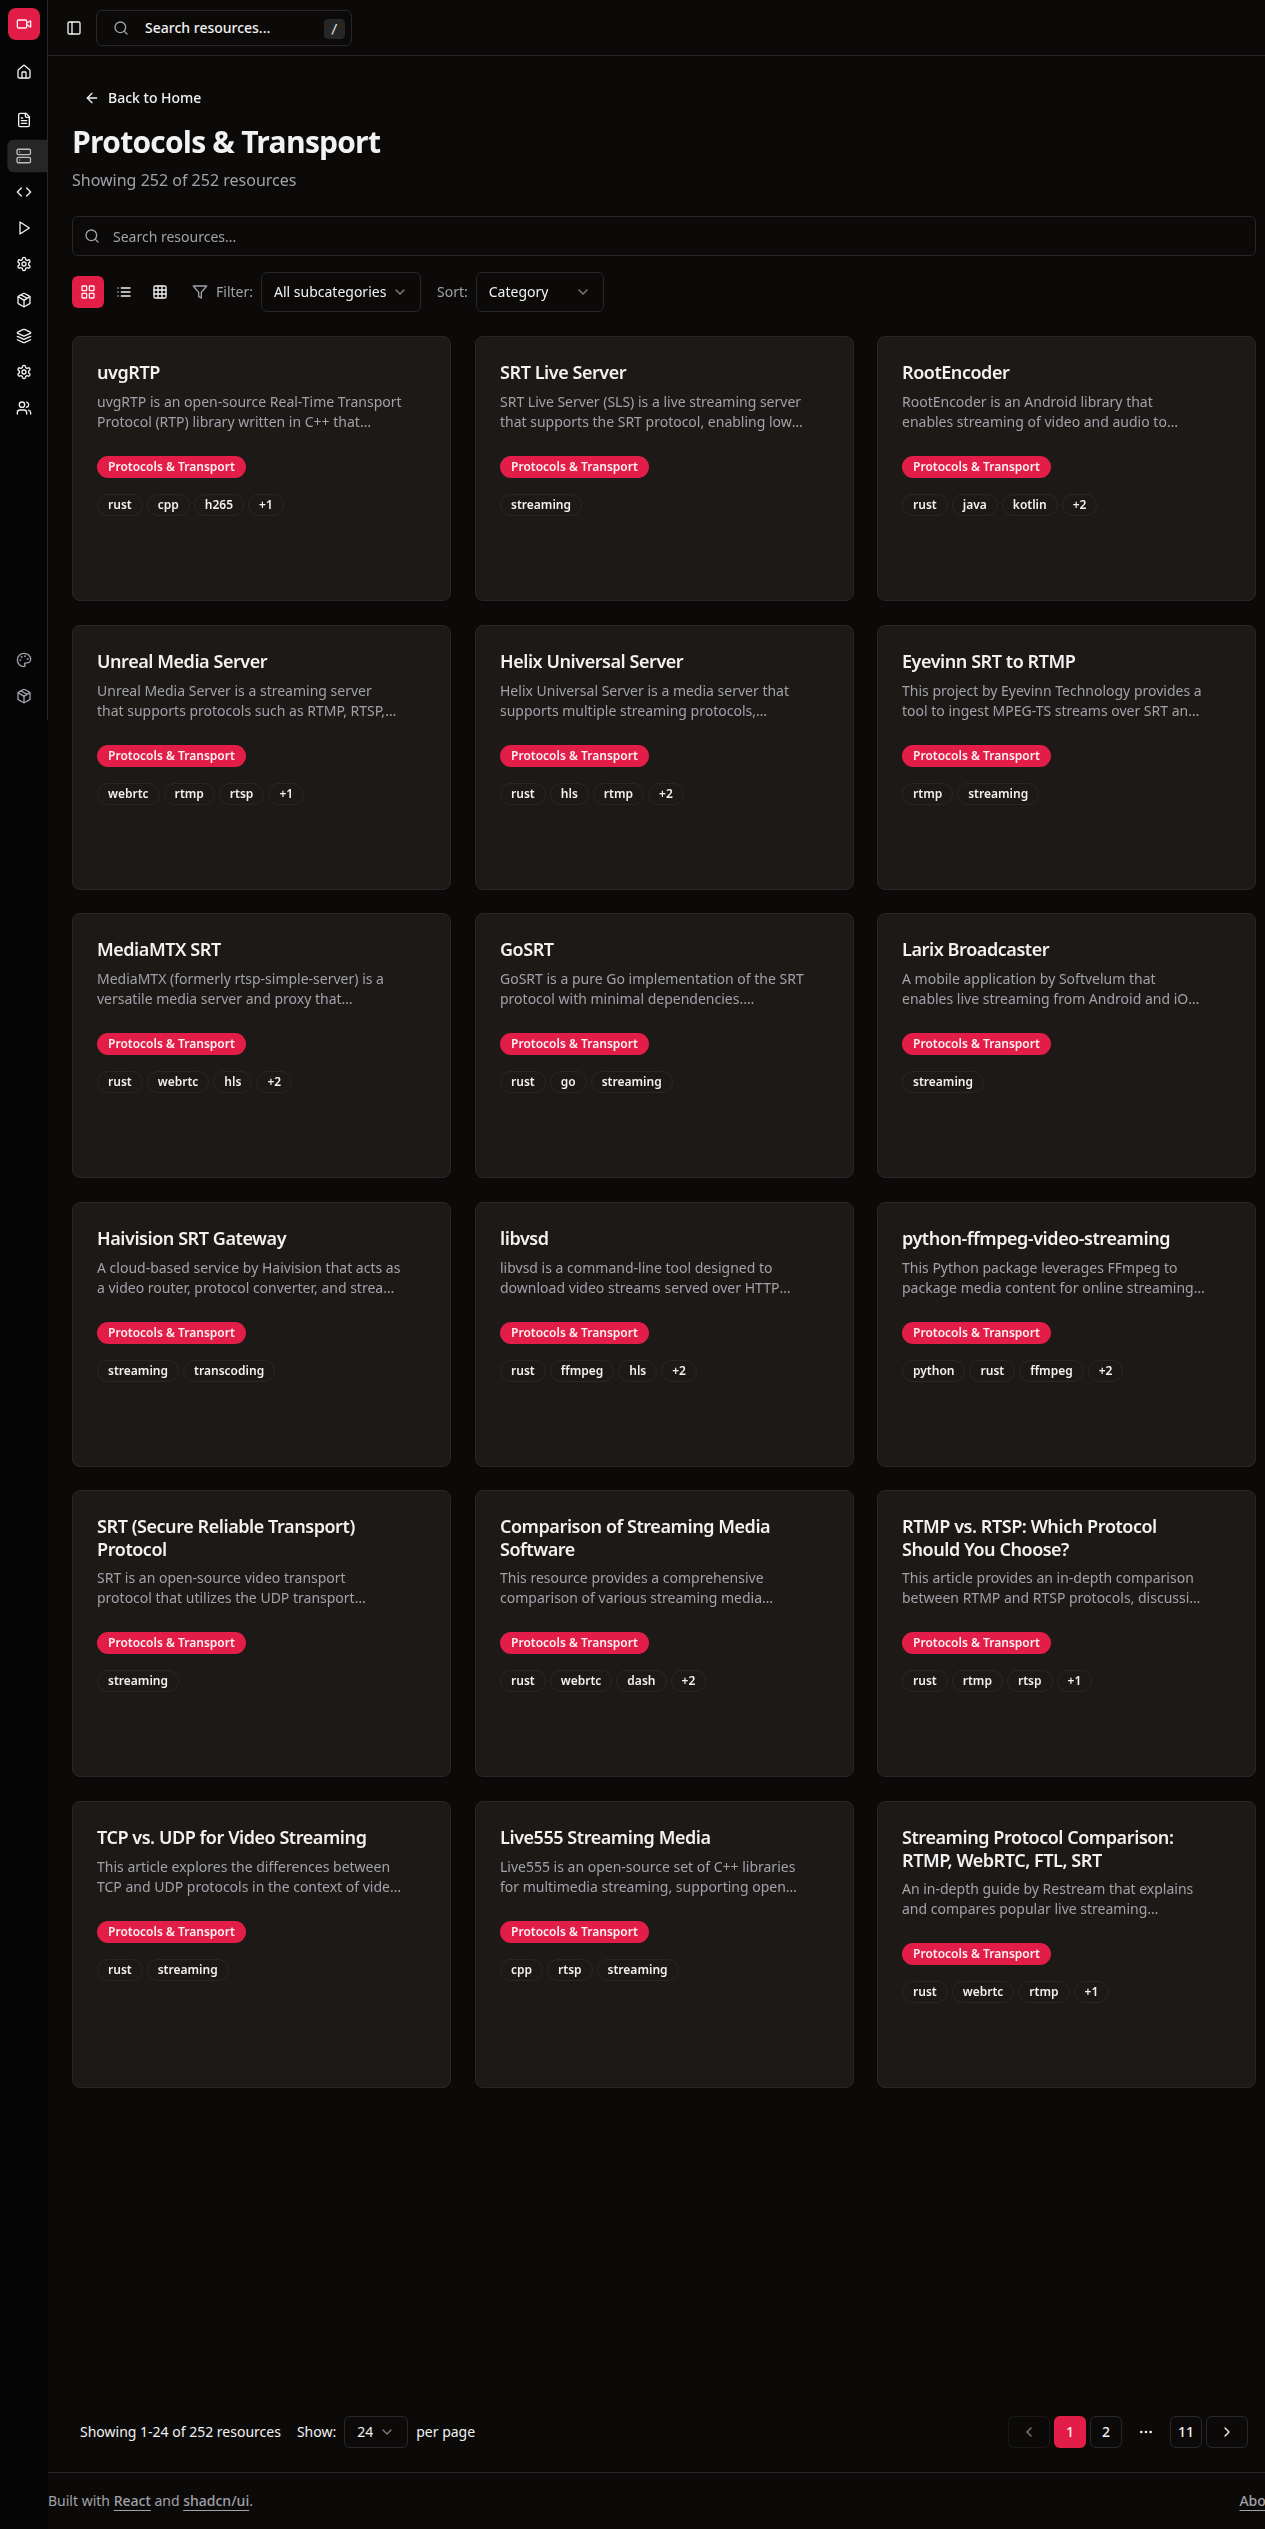 Search resources... /
Back to Home
Protocols & Transport
Showing 252 of 252 resources
Search resources...
Filter: All subcategories Sort: Category
uvgRTP
uvgRTP is an open-source Real-Time Transport
Protocol (RTP) library written in C++ that...
Protocols & Transport
rust cpp h265 +1
SRT Live Server
SRT Live Server (SLS) is a live streaming server
that supports the SRT protocol, enabling low...
Protocols & Transport
streaming
RootEncoder
RootEncoder is an Android library that
enables streaming of video and audio to...
Protocols & Transport
rust java kotlin +2
Unreal Media Server
Unreal Media Server is a streaming server
that supports protocols such as RTMP, RTSP,...
Protocols & Transport
webrtc rtmp rtsp +1
Helix Universal Server
Helix Universal Server is a media server that
supports multiple streaming protocols,...
Protocols & Transport
rust hls rtmp +2
Eyevinn SRT to RTMP
This project by Eyevinn Technology provides a
tool to ingest MPEG-TS streams over SRT an...
Protocols & Transport
rtmp streaming
MediaMTX SRT
MediaMTX (formerly rtsp-simple-server) is a
versatile media server and proxy that...
Protocols & Transport
rust webrtc hls +2
GoSRT
GoSRT is a pure Go implementation of the SRT
protocol with minimal dependencies....
Protocols & Transport
rust go streaming
Larix Broadcaster
A mobile application by Softvelum that
enables live streaming from Android and iO...
Protocols & Transport
streaming
Haivision SRT Gateway
A cloud-based service by Haivision that acts as
a video router, protocol converter, and strea...
Protocols & Transport
streaming transcoding
libvsd
libvsd is a command-line tool designed to
download video streams served over HTTP...
Protocols & Transport
rust ffmpeg hls +2
python-ffmpeg-video-streaming
This Python package leverages FFmpeg to
package media content for online streaming...
Protocols & Transport
python rust ffmpeg +2
SRT (Secure Reliable Transport)
Protocol
SRT is an open-source video transport
protocol that utilizes the UDP transport...
Protocols & Transport
streaming
Comparison of Streaming Media
Software
This resource provides a comprehensive
comparison of various streaming media...
Protocols & Transport
rust webrtc dash +2
RTMP vs. RTSP: Which Protocol
Should You Choose?
This article provides an in-depth comparison
between RTMP and RTSP protocols, discussi...
Protocols & Transport
rust rtmp rtsp +1
TCP vs. UDP for Video Streaming
This article explores the differences between
TCP and UDP protocols in the context of vide...
Protocols & Transport
rust streaming
Live555 Streaming Media
Live555 is an open-source set of C++ libraries
for multimedia streaming, supporting open...
Protocols & Transport
cpp rtsp streaming
Streaming Protocol Comparison:
RTMP, WebRTC, FTL, SRT
An in-depth guide by Restream that explains
and compares popular live streaming...
Protocols & Transport
rust webrtc rtmp +1
Showing 1-24 of 252 resources Show: 24 per page 1 2 ... 11
Built with React and shadcn/ui. Abo